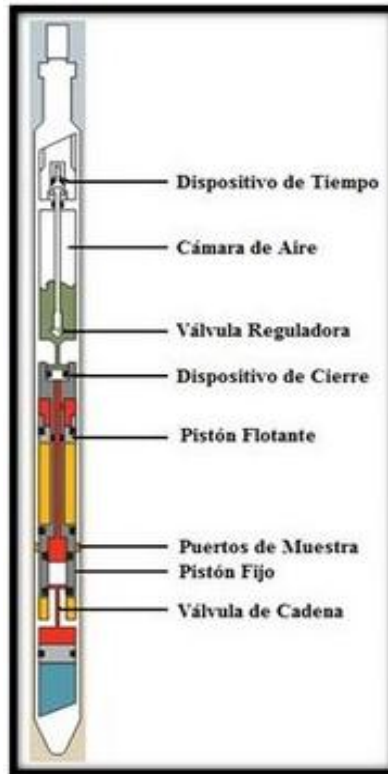 Dispositivo de Tiempo
Cámara de Aire
Válvula Reguladora
Dispositivo de Cierre
Pistón Flotante
Puertos de Muestra
Pistón Fijo
Válvula de Cadena